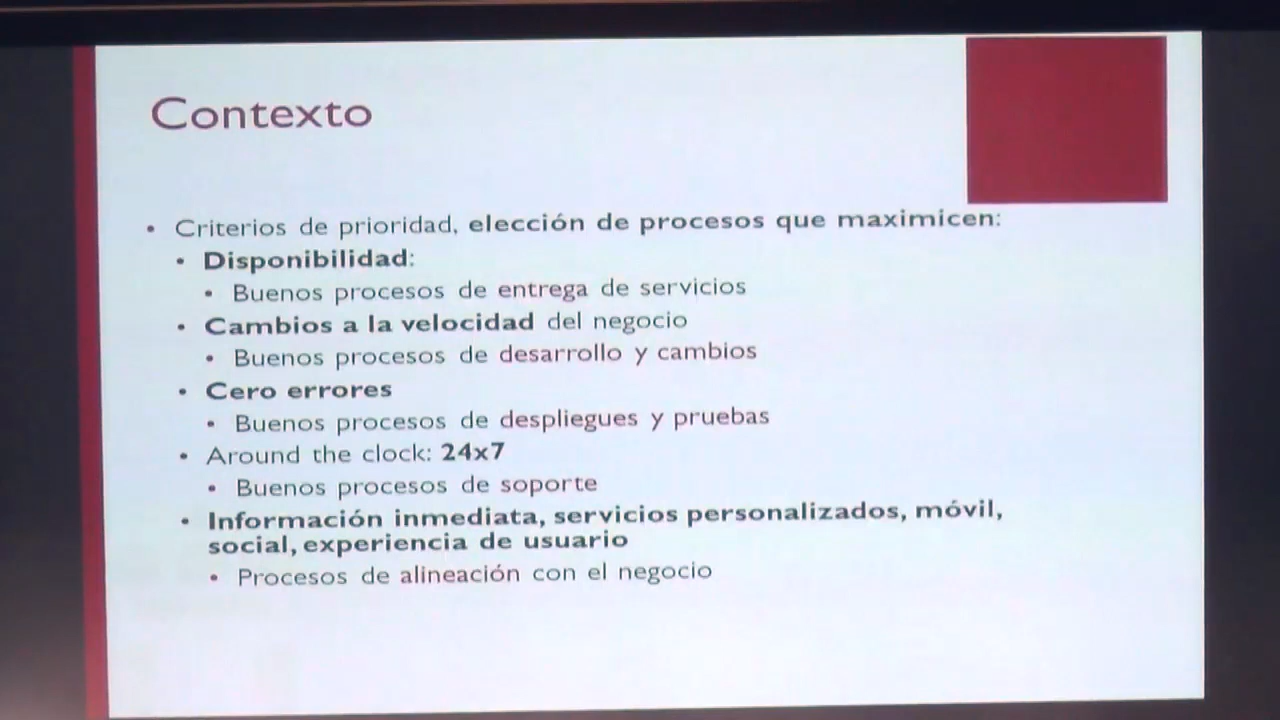 Contexto
• Criterios de prioridad, elección de procesos que maximicen:
• Disponibilidad:
• Buenos procesos de entrega de servicios
• Cambios a la velocidad del negocio
• Buenos procesos de desarrollo y cambios
• Cero errores
• Buenos procesos de despliegues y pruebas
• Around the clock: 24x7
• Buenos procesos de soporte
• Información inmediata, servicios personalizados, móvil,
social, experiencia de usuario
• Procesos de alineación con el negocio